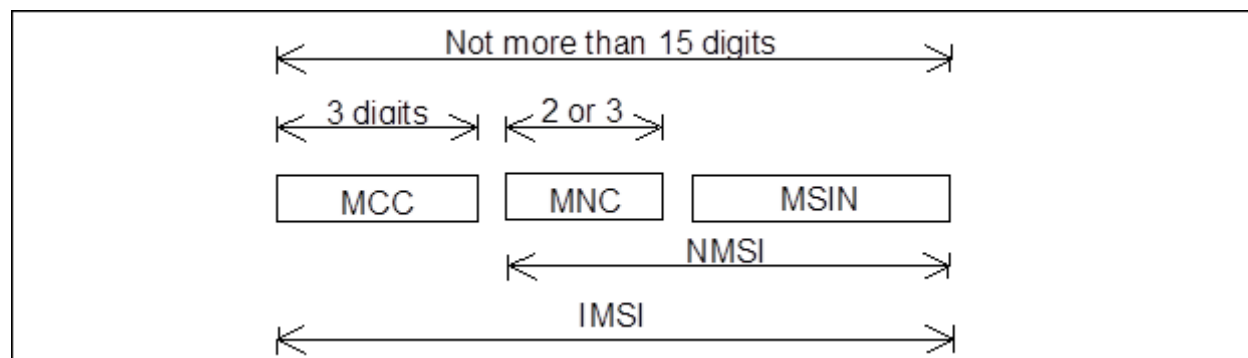 Not more than 15 digits
3 digits
2 or 3
MCC
MNC
MSIN
NMSI
IMSI